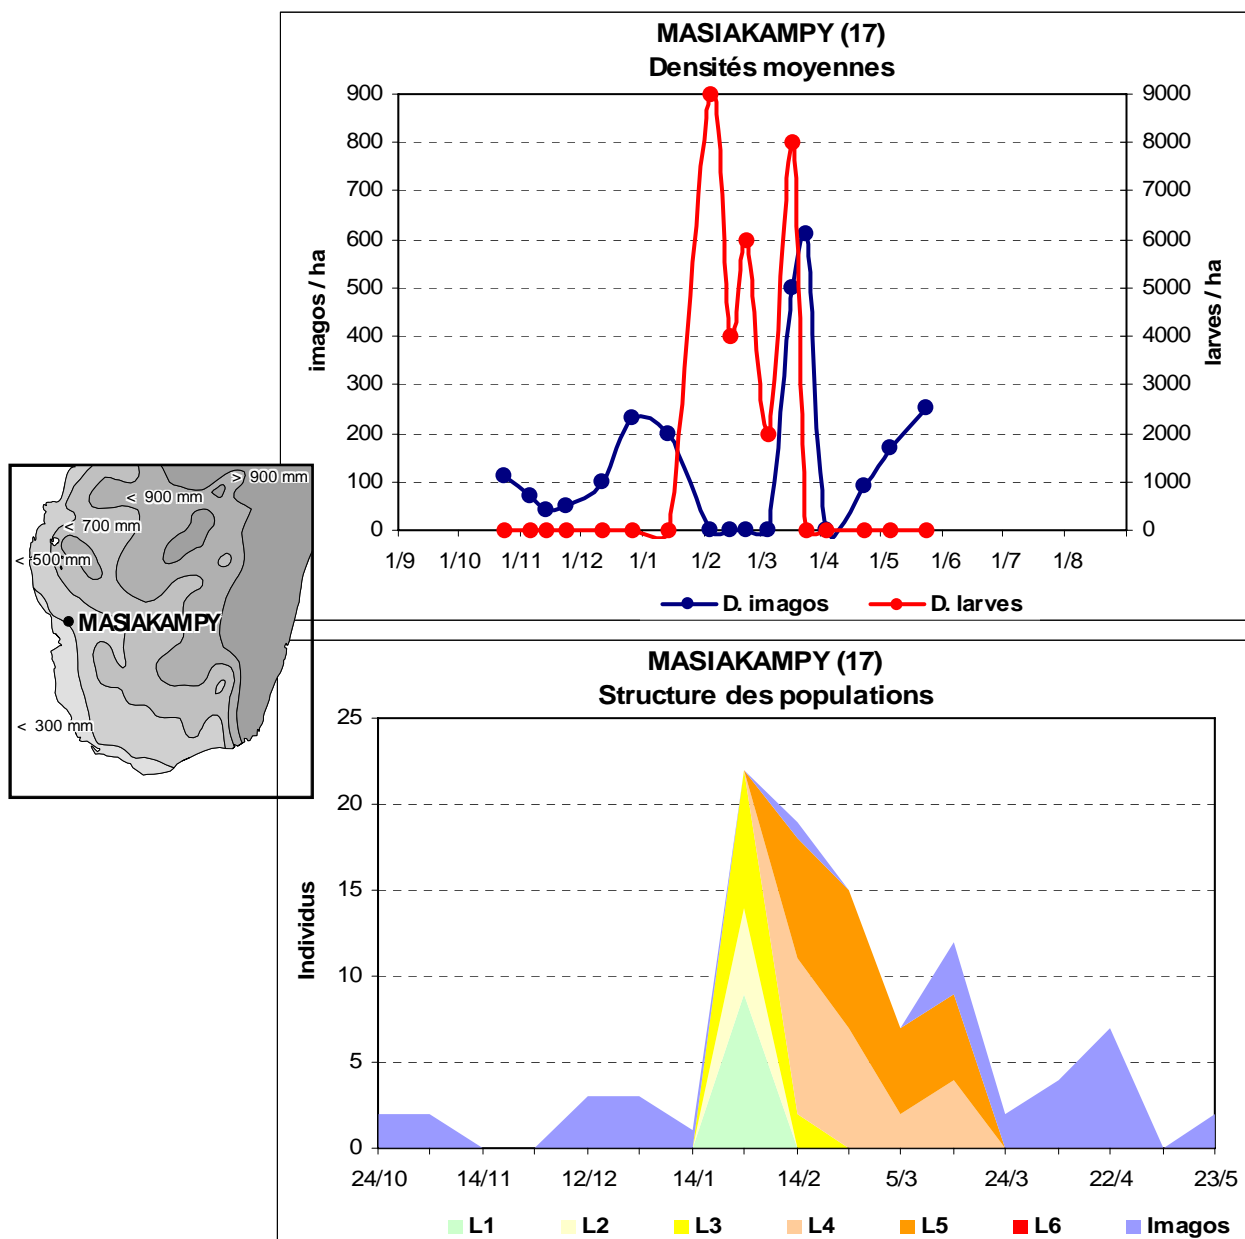 MASIAKAMPY (17)
Densités moyennes
900
800
700
600
500
400
300
200
100
0
imagos / ha
9000
8000
7000
6000
5000
4000
3000
2000
1000
0
larves / ha
1/9 1/10 1/11 1/12 1/1 1/2 1/3 1/4 1/5 1/6 1/7 1/8
D. imagos D. larves
> 900 mm
< 900 mm
< 700 mm
< 500 mm
MASIAKAMPY
< 300 mm
MASIAKAMPY (17)
Structure des populations
25
20
15
10
5
0
Individus
24/10 14/11 12/12 14/1 14/2 5/3 24/3 22/4 23/5
L1 L2 L3 L4 L5 L6 Imagos